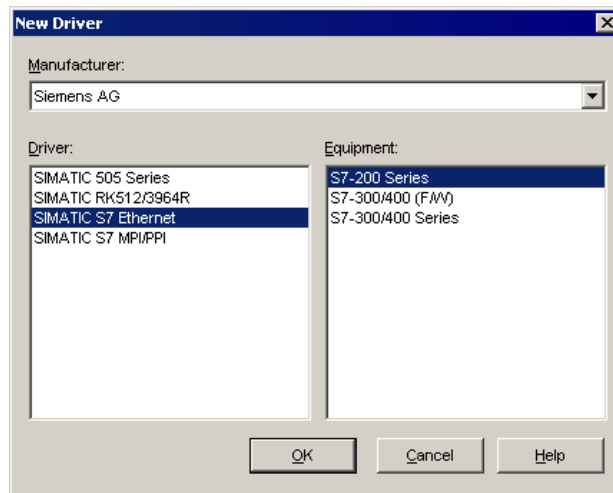 New Driver
Manufacturer:
Siemens AG
Driver:
SIMATIC 505 Series
SIMATIC RK512/3964R
SIMATIC S7 Ethernet
SIMATIC S7 MPI/PPI
Equipment:
S7-200 Series
S7-300/400 (F/W)
S7-300/400 Series
OK
Cancel
Help